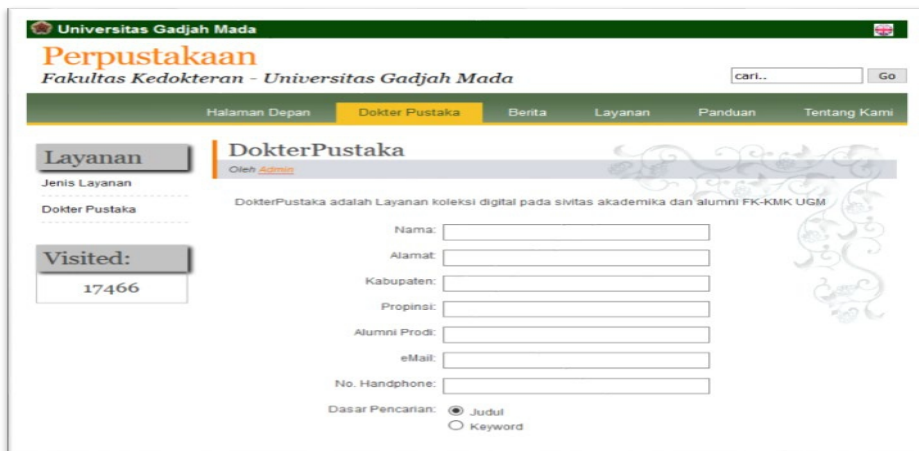 Universitas Gadjah Mada
Perpustakaan
Fakultas Kedokteran - Universitas Gadjah Mada
cari.. Go
Halaman Depan Dokter Pustaka Berita Layanan Panduan Tentang Kami
Layanan
Jenis Layanan
Dokter Pustaka
Visited:
17466
DokterPustaka
Oleh Admin
DokterPustaka adalah Layanan koleksi digital pada sivitas akademika dan alumni FK-KMK UGM
Nama:
Alamat:
Kabupaten:
Propinsi:
Alumni Prodi:
eMail:
No. Handphone:
Dasar Pencarian: Judul
Keyword